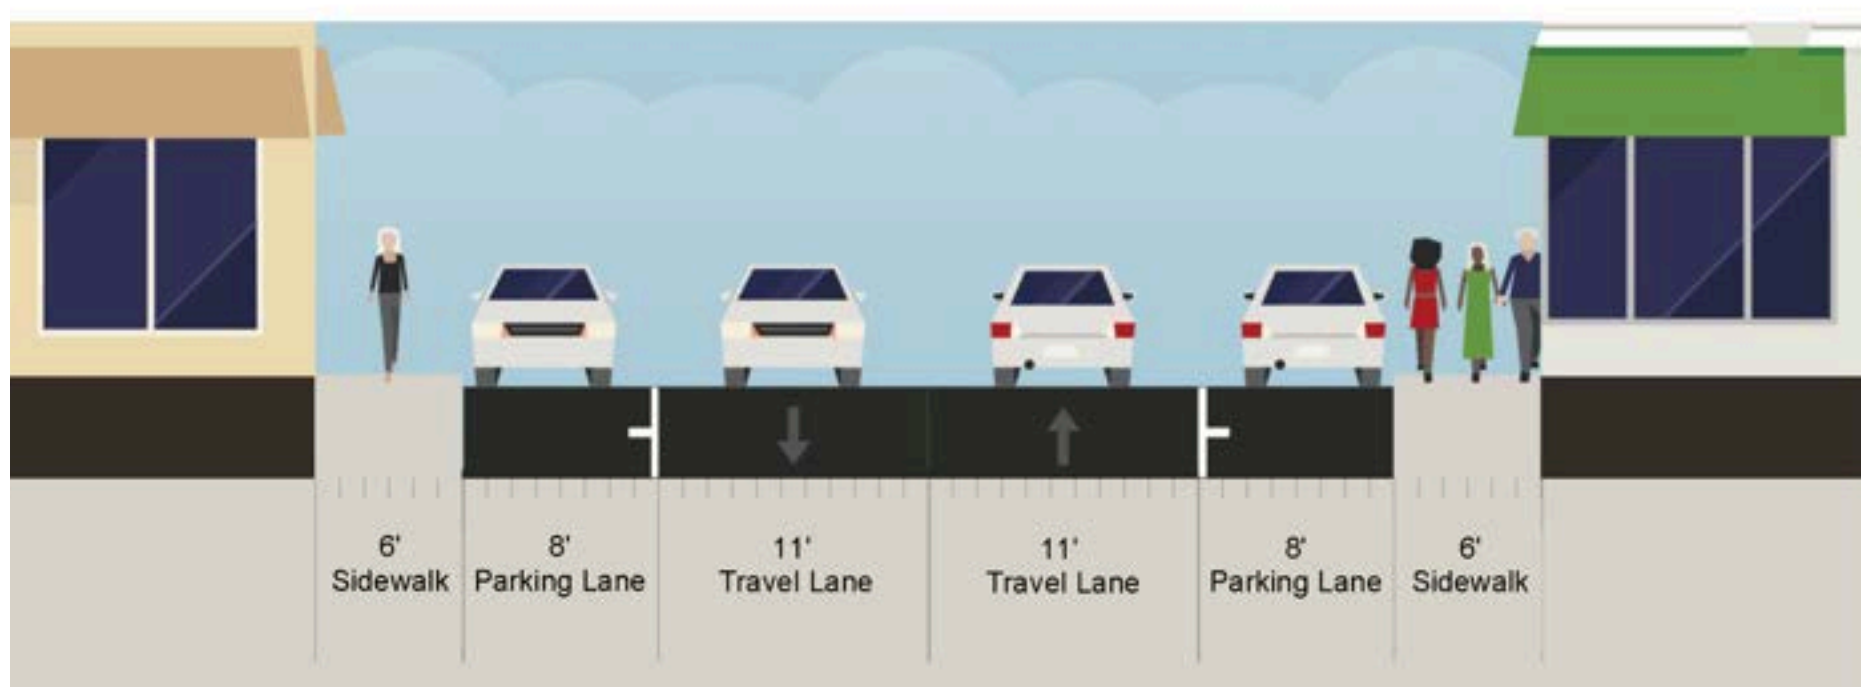 6'
Sidewalk
8'
Parking Lane
11'
Travel Lane
11'
Travel Lane
8'
Parking Lane
6'
Sidewalk